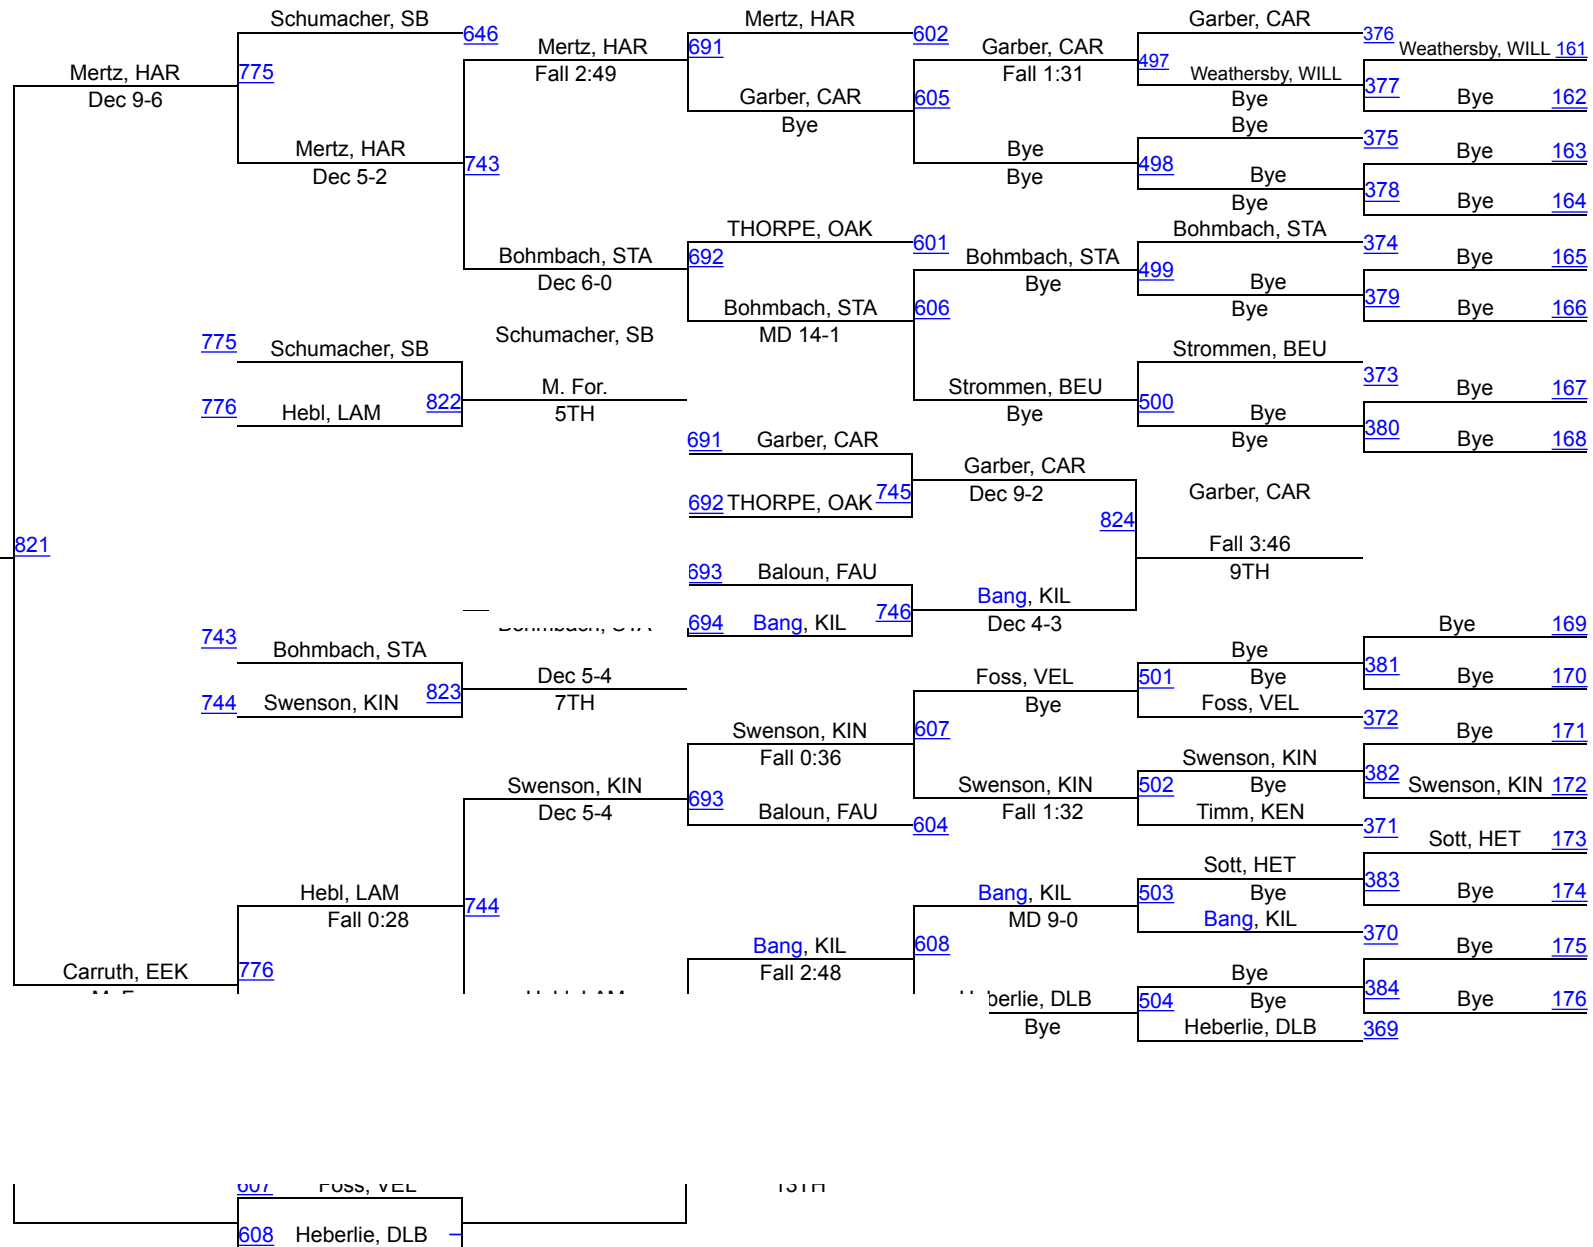 Schumacher, SB
Mertz, HAR
Garber, CAR
646
602
376
691
Mertz, HAR
Garber, CAR
Weathersby, WILL 161
497
Mertz, HAR
775
Fall 2:49
Fall 1:31
Weathersby, WILL
377
Dec 9-6
Garber, CAR
605
Bye
Bye 162
Bye
Bye
375
Mertz, HAR
Bye
Bye 163
743
498
Dec 5-2
Bye
Bye
378
Bye
Bye 164
THORPE, OAK
Bohmbach, STA
601
374
Bohmbach, STA
692
Bohmbach, STA
Bye 165
499
Dec 6-0
Bye
Bye
379
Bohmbach, STA
606
Bye
Bye 166
Schumacher, SB
MD 14-1
775
Schumacher, SB
Strommen, BEU
373
M. For.
Strommen, BEU
Bye 167
776
Hebl, LAM
822
5TH
Bye
500
Bye
380
691
Garber, CAR
Bye
Bye 168
Garber, CAR
692 THORPE, OAK
745
Dec 9-2
Garber, CAR
824
821
Fall 3:46
693
Baloun, FAU
9TH
Bang, KIL
694
Bang, KIL
746
Dec 4-3
Bye 169
743
Bohmbach, STA
Bye
381
Dec 5-4
Foss, VEL
501
Bye
Bye 170
744
Swenson, KIN
823
7TH
Bye
Foss, VEL
372
Swenson, KIN
607
Bye 171
Fall 0:36
Swenson, KIN
382
Swenson, KIN
Swenson, KIN
502
Bye
Swenson, KIN 172
Dec 5-4
693
Baloun, FAU
Fall 1:32
Timm, KEN
604
371
Sott, HET 173
Sott, HET
Hebl, LAM
Bang, KIL
503
Bye
383
Bye 174
744
Fall 0:28
MD 9-0
Bang, KIL
370
Bang, KIL
608
Bye 175
Carruth, EEK
776
Fall 2:48
Bye
384
berlie, DLB
504
Bye
Bye 176
Bye
Heberlie, DLB
369
607
Foss, VEL
13TH
608
Heberlie, DLB